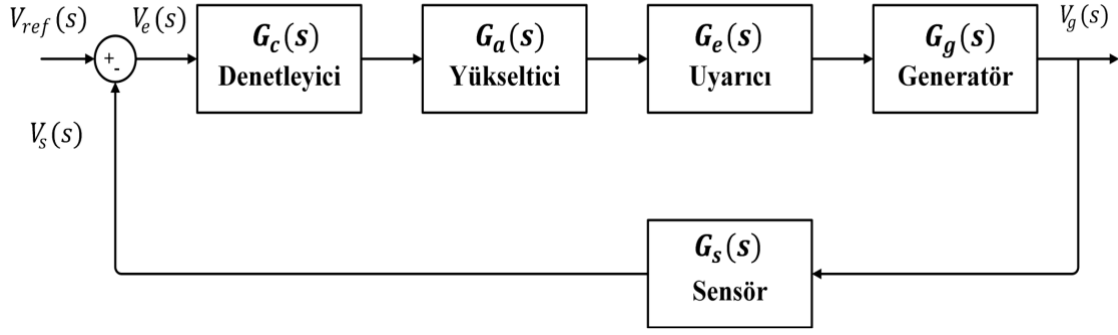 V_ref(s)
V_e(s)
G_c(s)
Denetleyici
G_a(s)
Yükseltici
G_e(s)
Uyarıcı
G_g(s)
Generatör
V_g(s)
+
-
V_s(s)
G_s(s)
Sensör